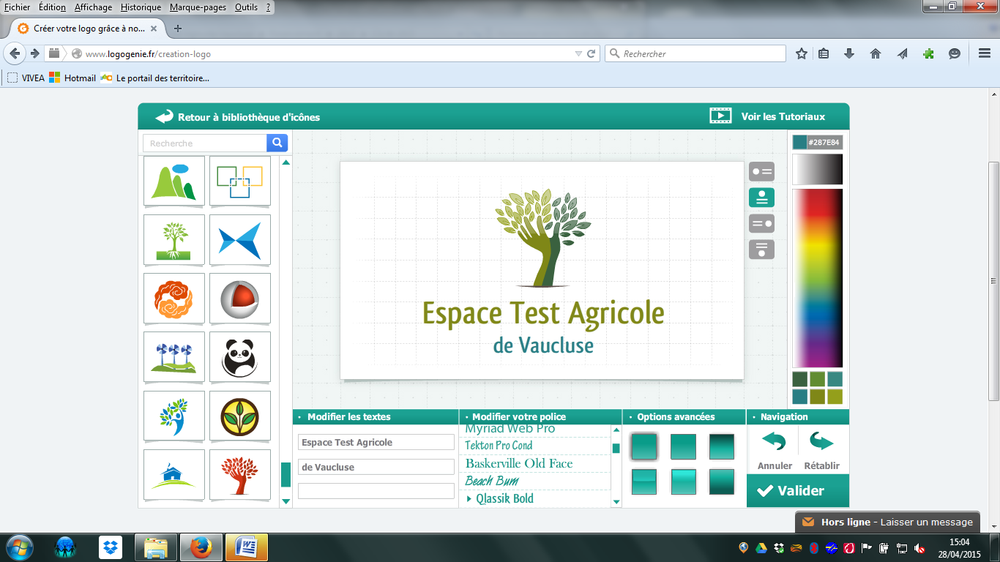 Fichier Édition Affichage Historique Marque-pages Outils ?
Créer votre logo grâce à no...
www.logogenie.fr/creation-logo
Rechercher
VIVEA Hotmail Le portail des territoire...
Retour à bibliothèque d'icônes
Voir les Tutoriaux
Recherche
#287E84
Espace Test Agricole
de Vaucluse
Modifier les textes
Modifier votre police
Options avancées
Navigation
Espace Test Agricole
de Vaucluse
Myriad Web Pro
Tekton Pro Cond
Baskerville Old Face
Beach Bum
Qlassik Bold
Annuler
Rétablir
Valider
Hors ligne - Laisser un message
15:04
28/04/2015